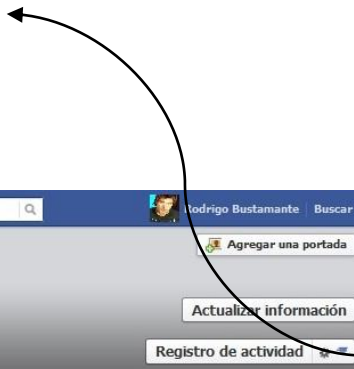 Rodrigo Bustamante Buscar
Agregar una portada
Actualizar información
Registro de actividad